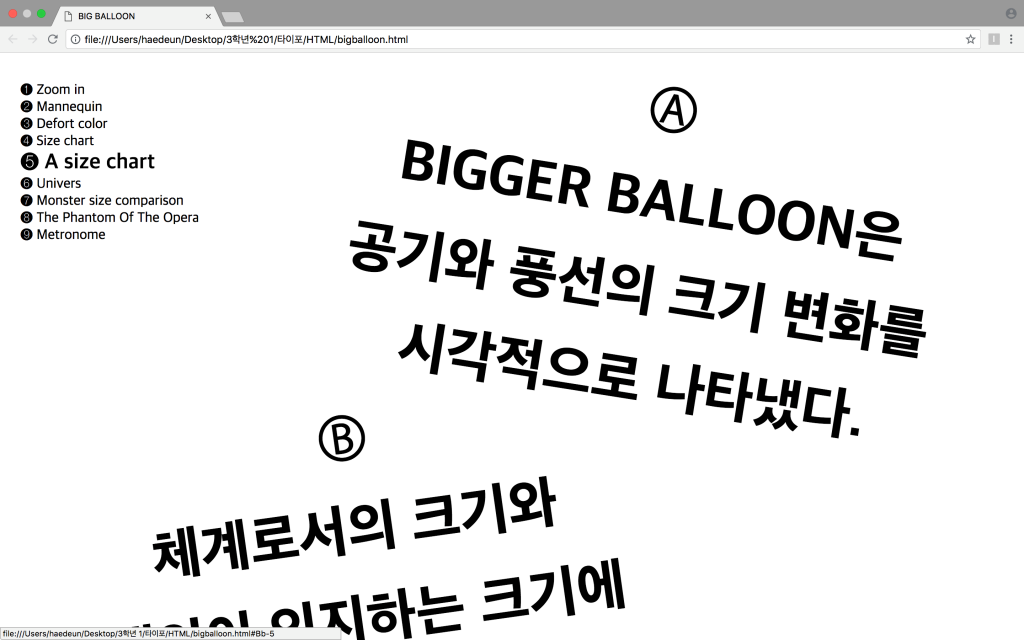 BIG BALLOON
file:///Users/haedeun/Desktop/3학년%201/타이포/HTML/bigballoon.html
❶ Zoom in
❷ Mannequin
❸ Defort color
❹ Size chart
❺ A size chart
❻ Univers
❼ Monster size comparison
❽ The Phantom Of The Opera
❾ Metronome
Ⓐ
BIGGER BALLOON은
공기와 풍선의 크기 변화를
시각적으로 나타냈다.
Ⓑ
체계로서의 크기와
의지하는 크기에
file:///Users/haedeun/Desktop/3학년 1/타이포/HTML/bigballoon.html#Bb-5